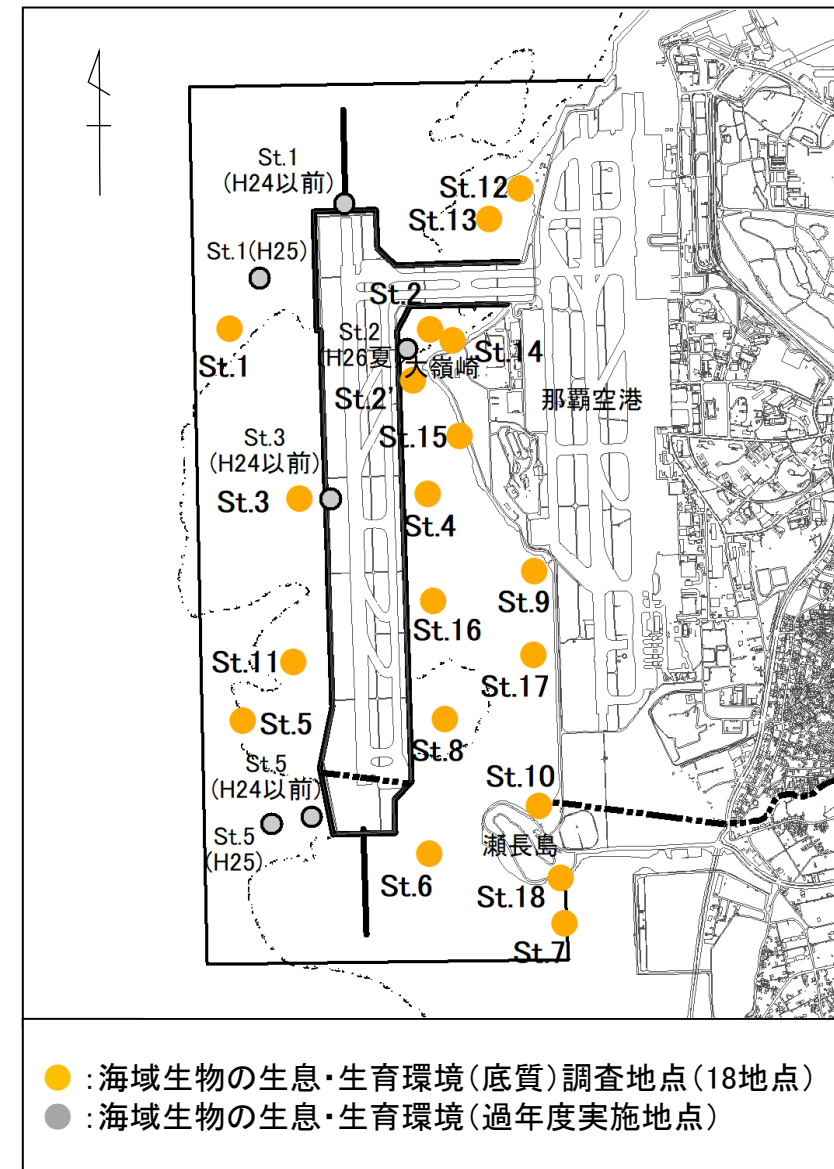 St.1
(H24以前)
St.12
St.13
St.1(H25)
St.2
St.1
St.2
(H26夏)
St.14
大嶺崎
St.2'
那覇空港
St.3
(H24以前)
St.15
St.3
St.4
St.9
St.16
St.11
St.17
St.5
St.8
St.5
(H24以前)
St.10
St.5
(H25)
瀬長島
St.6
St.18
St.7
:海域生物の生息・生育環境(底質)調査地点(18地点)
:海域生物の生息・生育環境(過年度実施地点)